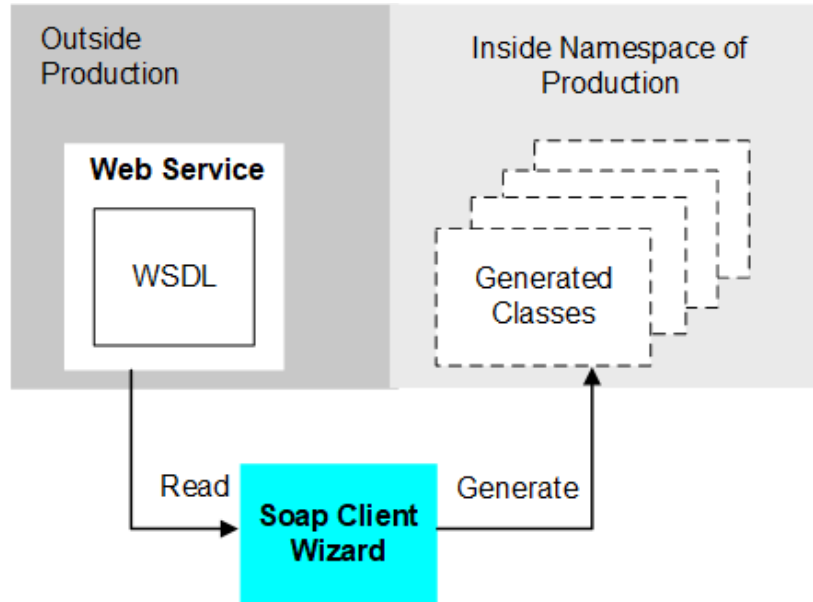 Outside
Production
Inside Namespace of
Production
Web Service
WSDL
Generated
Classes
Read
Generate
Soap Client
Wizard